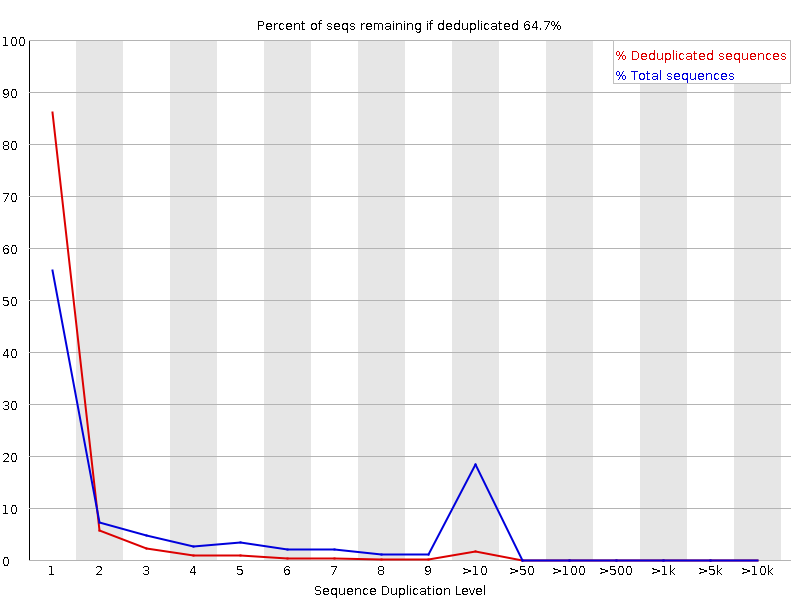 Percent of seqs remaining if deduplicated 64.7%
% Deduplicated sequences
% Total sequences
100
90
80
70
60
50
40
30
20
10
0
1 2 3 4 5 6 7 8 9 >10 >50 >100 >500 >1k >5k >10k
Sequence Duplication Level